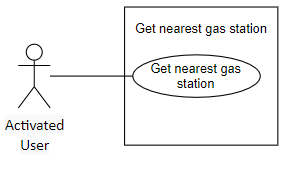 Get nearest gas station
Get nearest gas
station
Activated
User